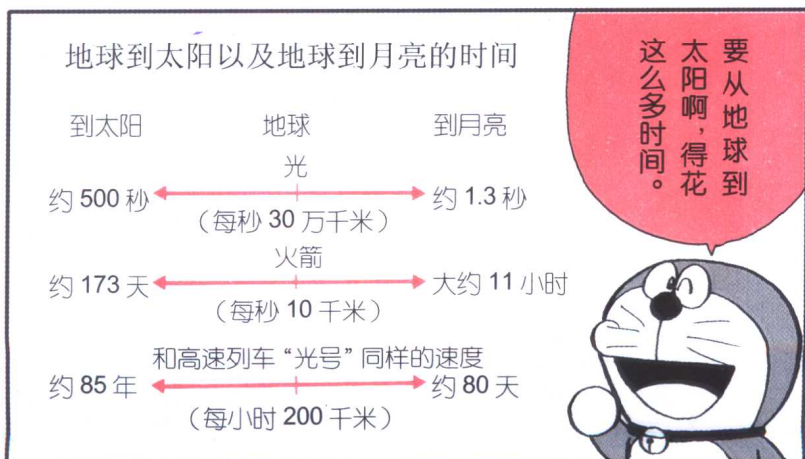 地球到太阳以及地球到月亮的时间
到太阳 地球 到月亮
光
约 500 秒 约 1.3 秒
（每秒 30 万千米）
火箭
约 173 天 大约 11 小时
（每秒 10 千米）
和高速列车“光号”同样的速度
约 85 年 约 80 天
（每小时 200 千米）
要从地球到
太阳啊，得花
这么多时间。